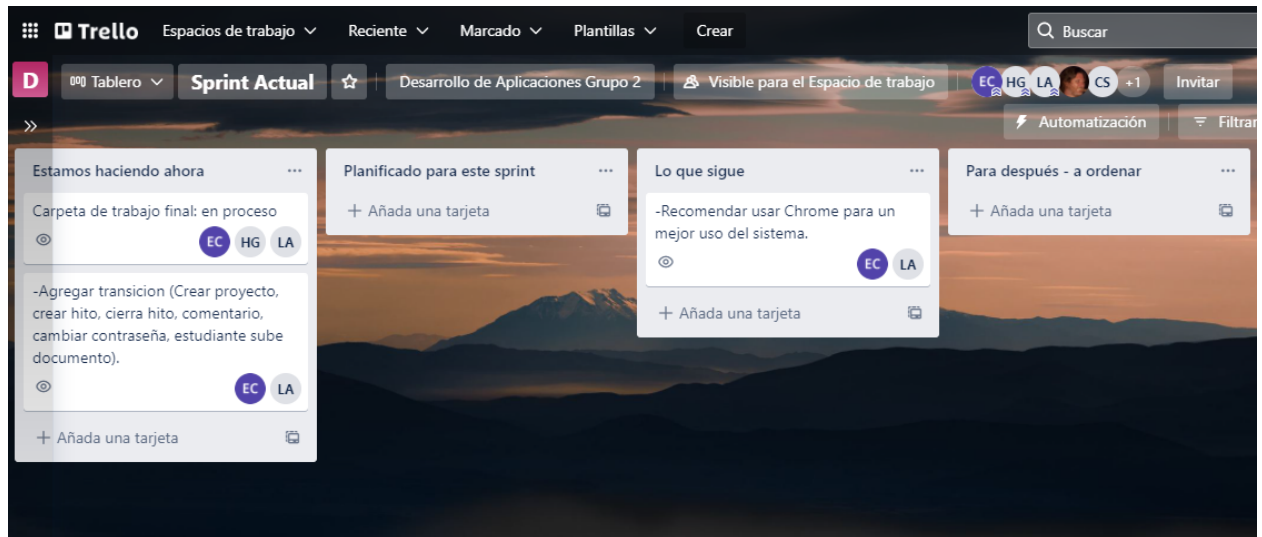 Trello Espacios de trabajo Reciente Marcado Plantillas Crear Buscar
D Tablero Sprint Actual Desarrollo de Aplicaciones Grupo 2 Visible para el Espacio de trabajo EC HG LA CS +1 Invitar
Automatización Filtrar
Estamos haciendo ahora
Carpeta de trabajo final: en proceso
EC HG LA
-Agregar transicion (Crear proyecto,
crear hito, cierra hito, comentario,
cambiar contraseña, estudiante sube
documento).
EC LA
+ Añada una tarjeta
Planificado para este sprint
+ Añada una tarjeta
Lo que sigue
-Recomendar usar Chrome para un
mejor uso del sistema.
EC LA
+ Añada una tarjeta
Para después - a ordenar
+ Añada una tarjeta